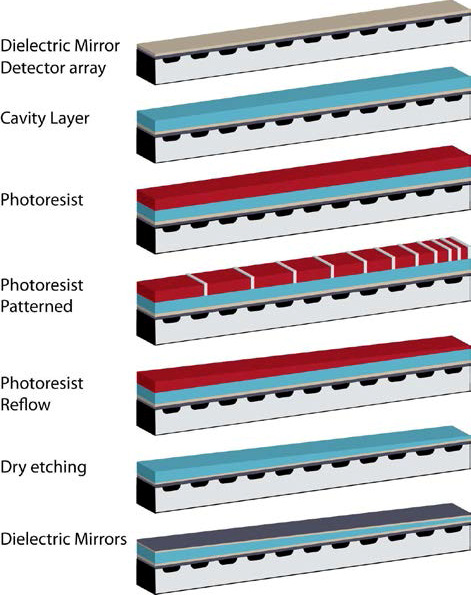 Dielectric Mirror
Detector array
Cavity Layer
Photoresist
Photoresist
Patterned
Photoresist
Reflow
Dry etching
Dielectric Mirrors